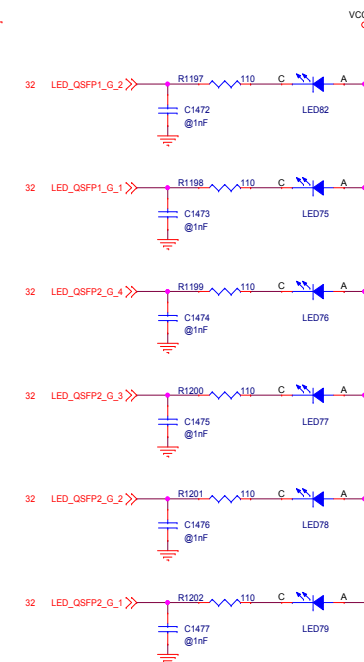 VCC
32 LED_QSFP1_G_2 R1197 110 C A
C1472 LED82
@1nF
32 LED_QSFP1_G_1 R1198 110 C A
C1473 LED75
@1nF
32 LED_QSFP2_G_4 R1199 110 C A
C1474 LED76
@1nF
32 LED_QSFP2_G_3 R1200 110 C A
C1475 LED77
@1nF
32 LED_QSFP2_G_2 R1201 110 C A
C1476 LED78
@1nF
32 LED_QSFP2_G_1 R1202 110 C A
C1477 LED79
@1nF